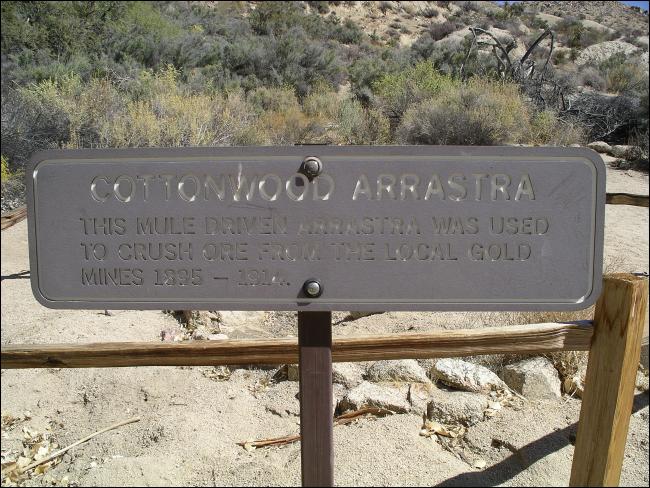 COTTONWOOD ARRASTRA
THIS MULE DRIVEN ARRASTRA WAS USED
TO CRUSH ORE FROM THE LOCAL GOLD
MINES 1895 – 1914.